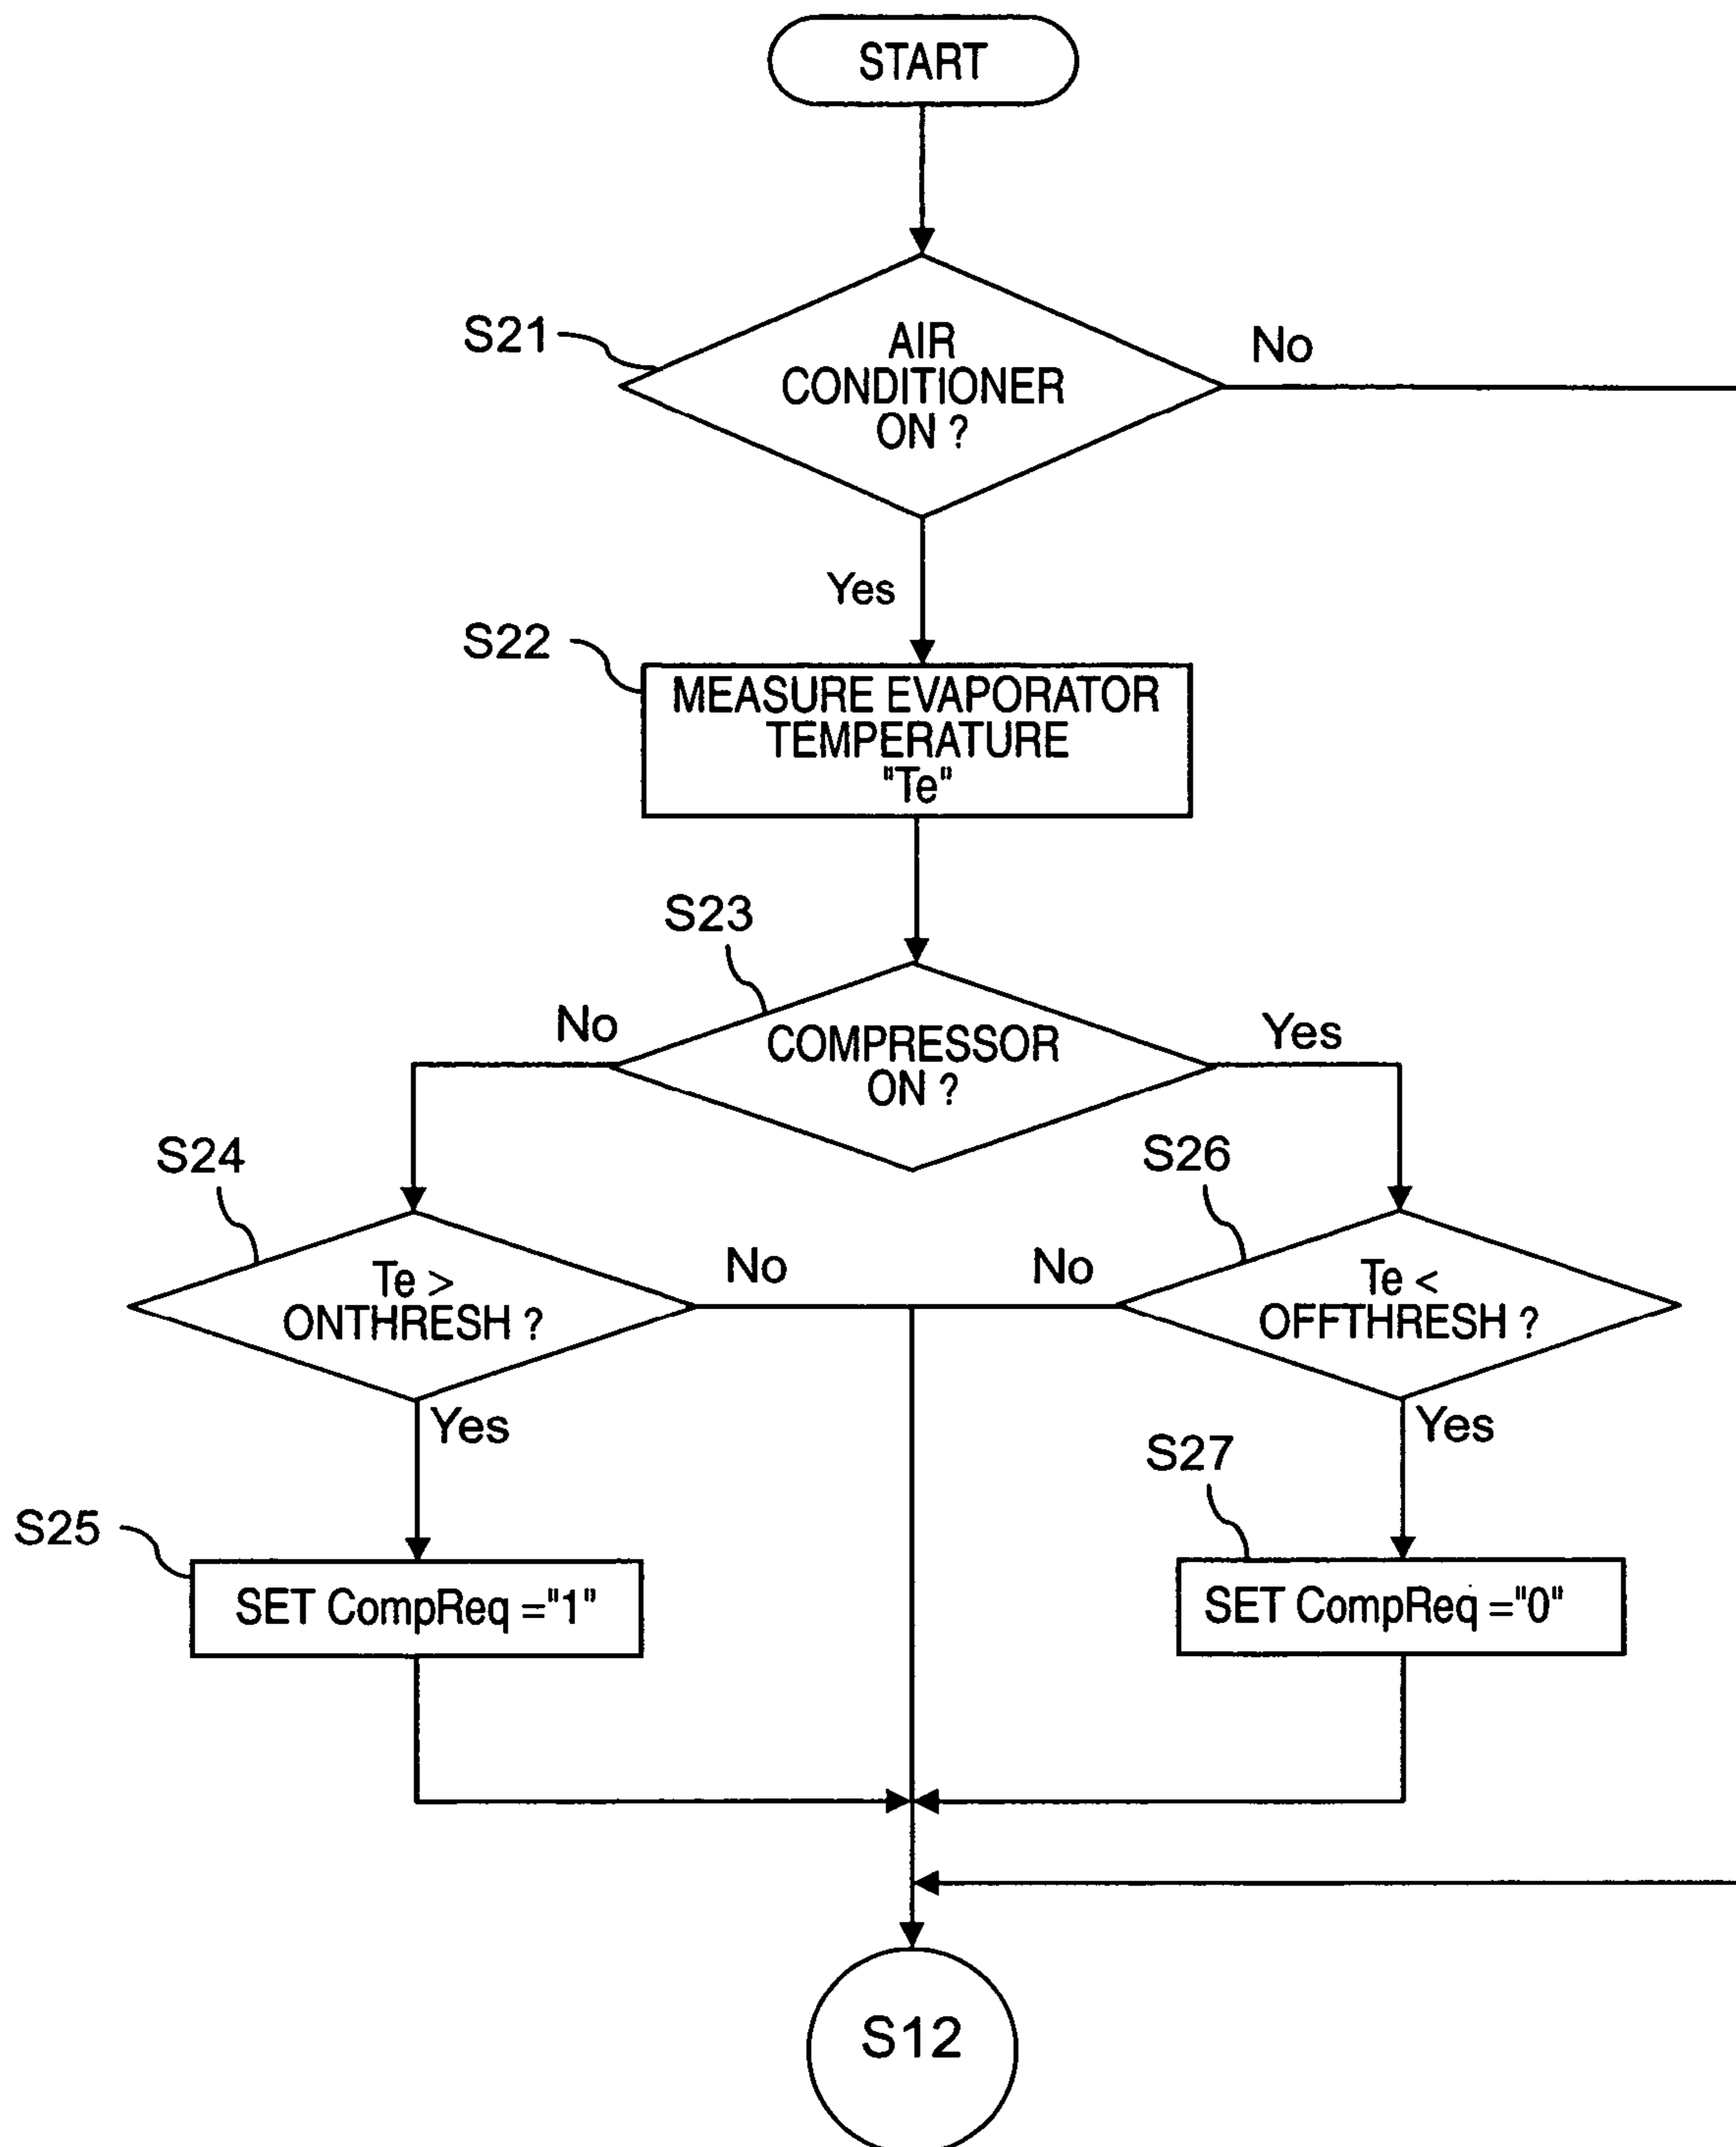 START
S21
AIR
CONDITIONER
ON ?
No
Yes
S22
MEASURE EVAPORATOR
TEMPERATURE
"Te"
S23
No
COMPRESSOR
ON ?
Yes
S24
S26
Te >
ONTHRESH ?
No
No
Te <
OFFTHRESH ?
Yes
Yes
S25
S27
SET CompReq ="1"
SET CompReq ="0"
S12